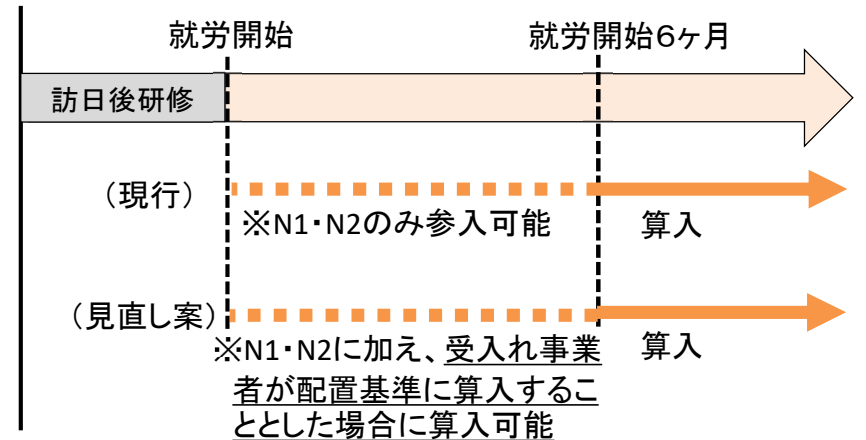 就労開始
就労開始６ヶ月
訪日後研修
（現行）
※N1・N2のみ参入可能
算入
（見直し案）
※N1・N2に加え、受入れ事業
者が配置基準に算入するこ
ととした場合に算入可能
算入